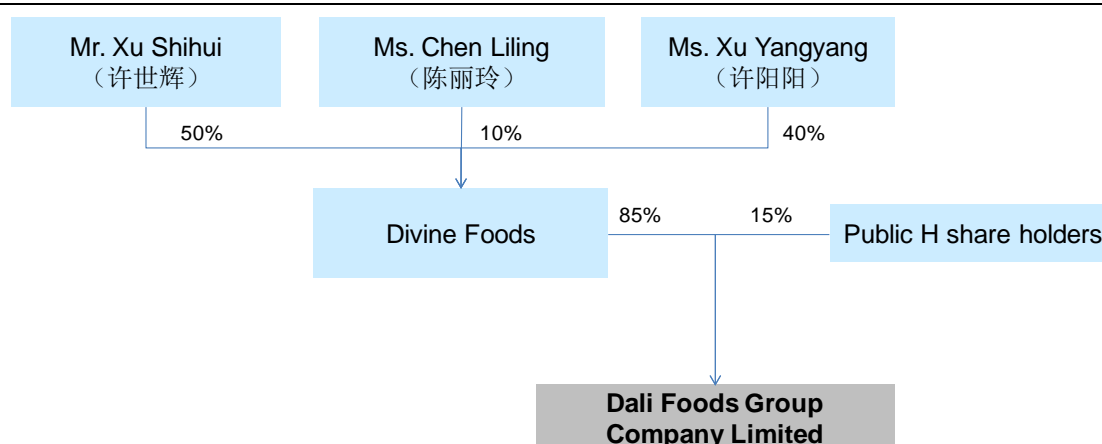 Mr. Xu Shihui
（许世辉）
Ms. Chen Liling
（陈丽玲）
Ms. Xu Yangyang
（许阳阳）
50%
10%
40%
Divine Foods
85%
15%
Public H share holders
Dali Foods Group
Company Limited